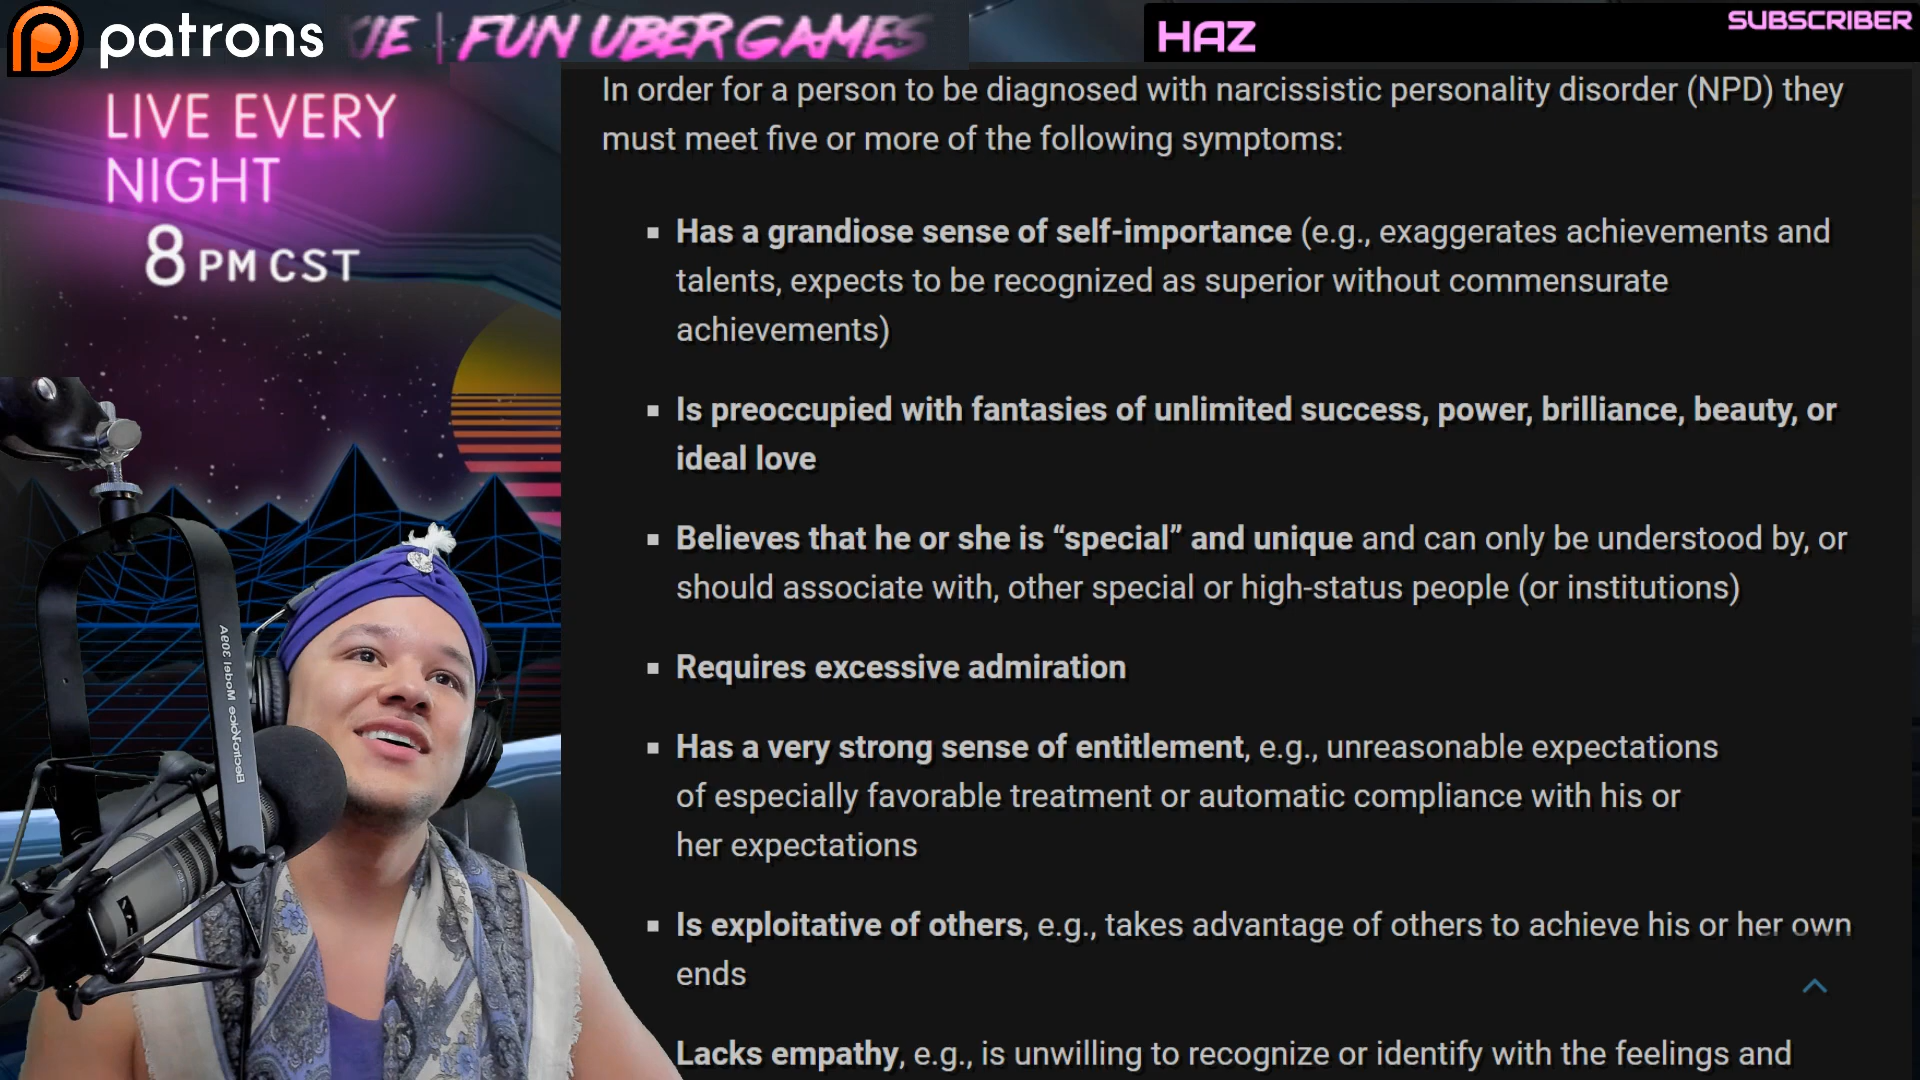 patrons
IE | FUN UBER GAMES
HAZ
SUBSCRIBER
LIVE EVERY
NIGHT
8 PM CST
In order for a person to be diagnosed with narcissistic personality disorder (NPD) they
must meet five or more of the following symptoms:
▪ Has a grandiose sense of self-importance (e.g., exaggerates achievements and
talents, expects to be recognized as superior without commensurate
achievements)
▪ Is preoccupied with fantasies of unlimited success, power, brilliance, beauty, or
ideal love
▪ Believes that he or she is “special” and unique and can only be understood by, or
should associate with, other special or high-status people (or institutions)
▪ Requires excessive admiration
▪ Has a very strong sense of entitlement, e.g., unreasonable expectations
of especially favorable treatment or automatic compliance with his or
her expectations
▪ Is exploitative of others, e.g., takes advantage of others to achieve his or her own
ends
Lacks empathy, e.g., is unwilling to recognize or identify with the feelings and
BeesNeo Model 309A